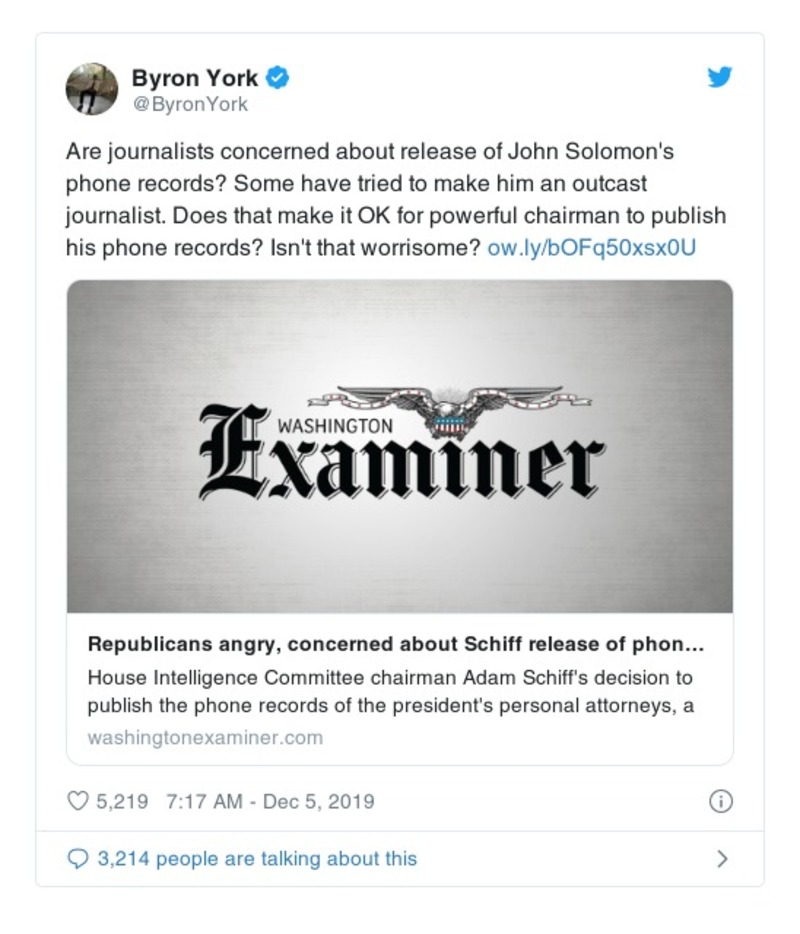 Byron York
@ByronYork
Are journalists concerned about release of John Solomon's
phone records? Some have tried to make him an outcast
journalist. Does that make it OK for powerful chairman to publish
his phone records? Isn't that worrisome? ow.ly/bOFq50xsx0U
WASHINGTON
Examiner
Republicans angry, concerned about Schiff release of phon...
House Intelligence Committee chairman Adam Schiff's decision to
publish the phone records of the president's personal attorneys, a
washingtonexaminer.com
5,219 7:17 AM - Dec 5, 2019
3,214 people are talking about this